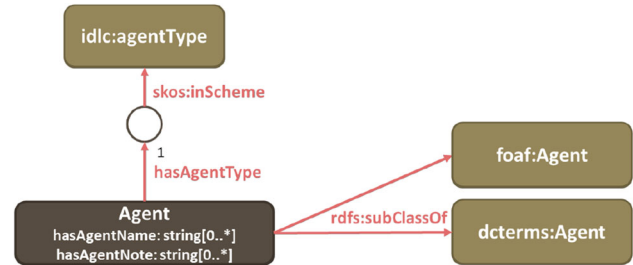 idlc:agentType
skos:inScheme
1
hasAgentType
foaf:Agent
Agent
rdfs:subClassOf
hasAgentName: string[0..*]
dcterms:Agent
hasAgentNote: string[0..*]